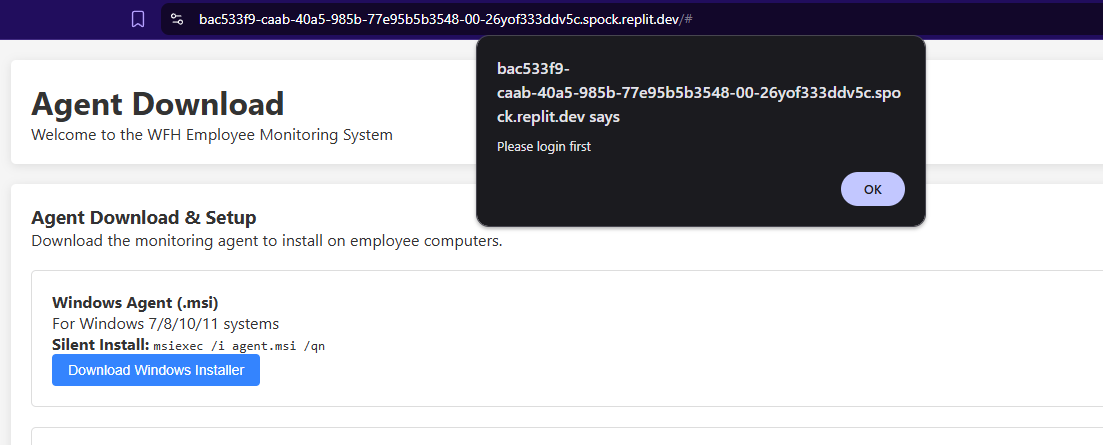 bac533f9-caab-40a5-985b-77e95b5b3548-00-26yof333ddv5c.spock.replit.dev/#
bac533f9-
caab-40a5-985b-77e95b5b3548-00-26yof333ddv5c.spo
ck.replit.dev says
Please login first
OK
Agent Download
Welcome to the WFH Employee Monitoring System
Agent Download & Setup
Download the monitoring agent to install on employee computers.
Windows Agent (.msi)
For Windows 7/8/10/11 systems
Silent Install: msiexec /i agent.msi /qn
Download Windows Installer